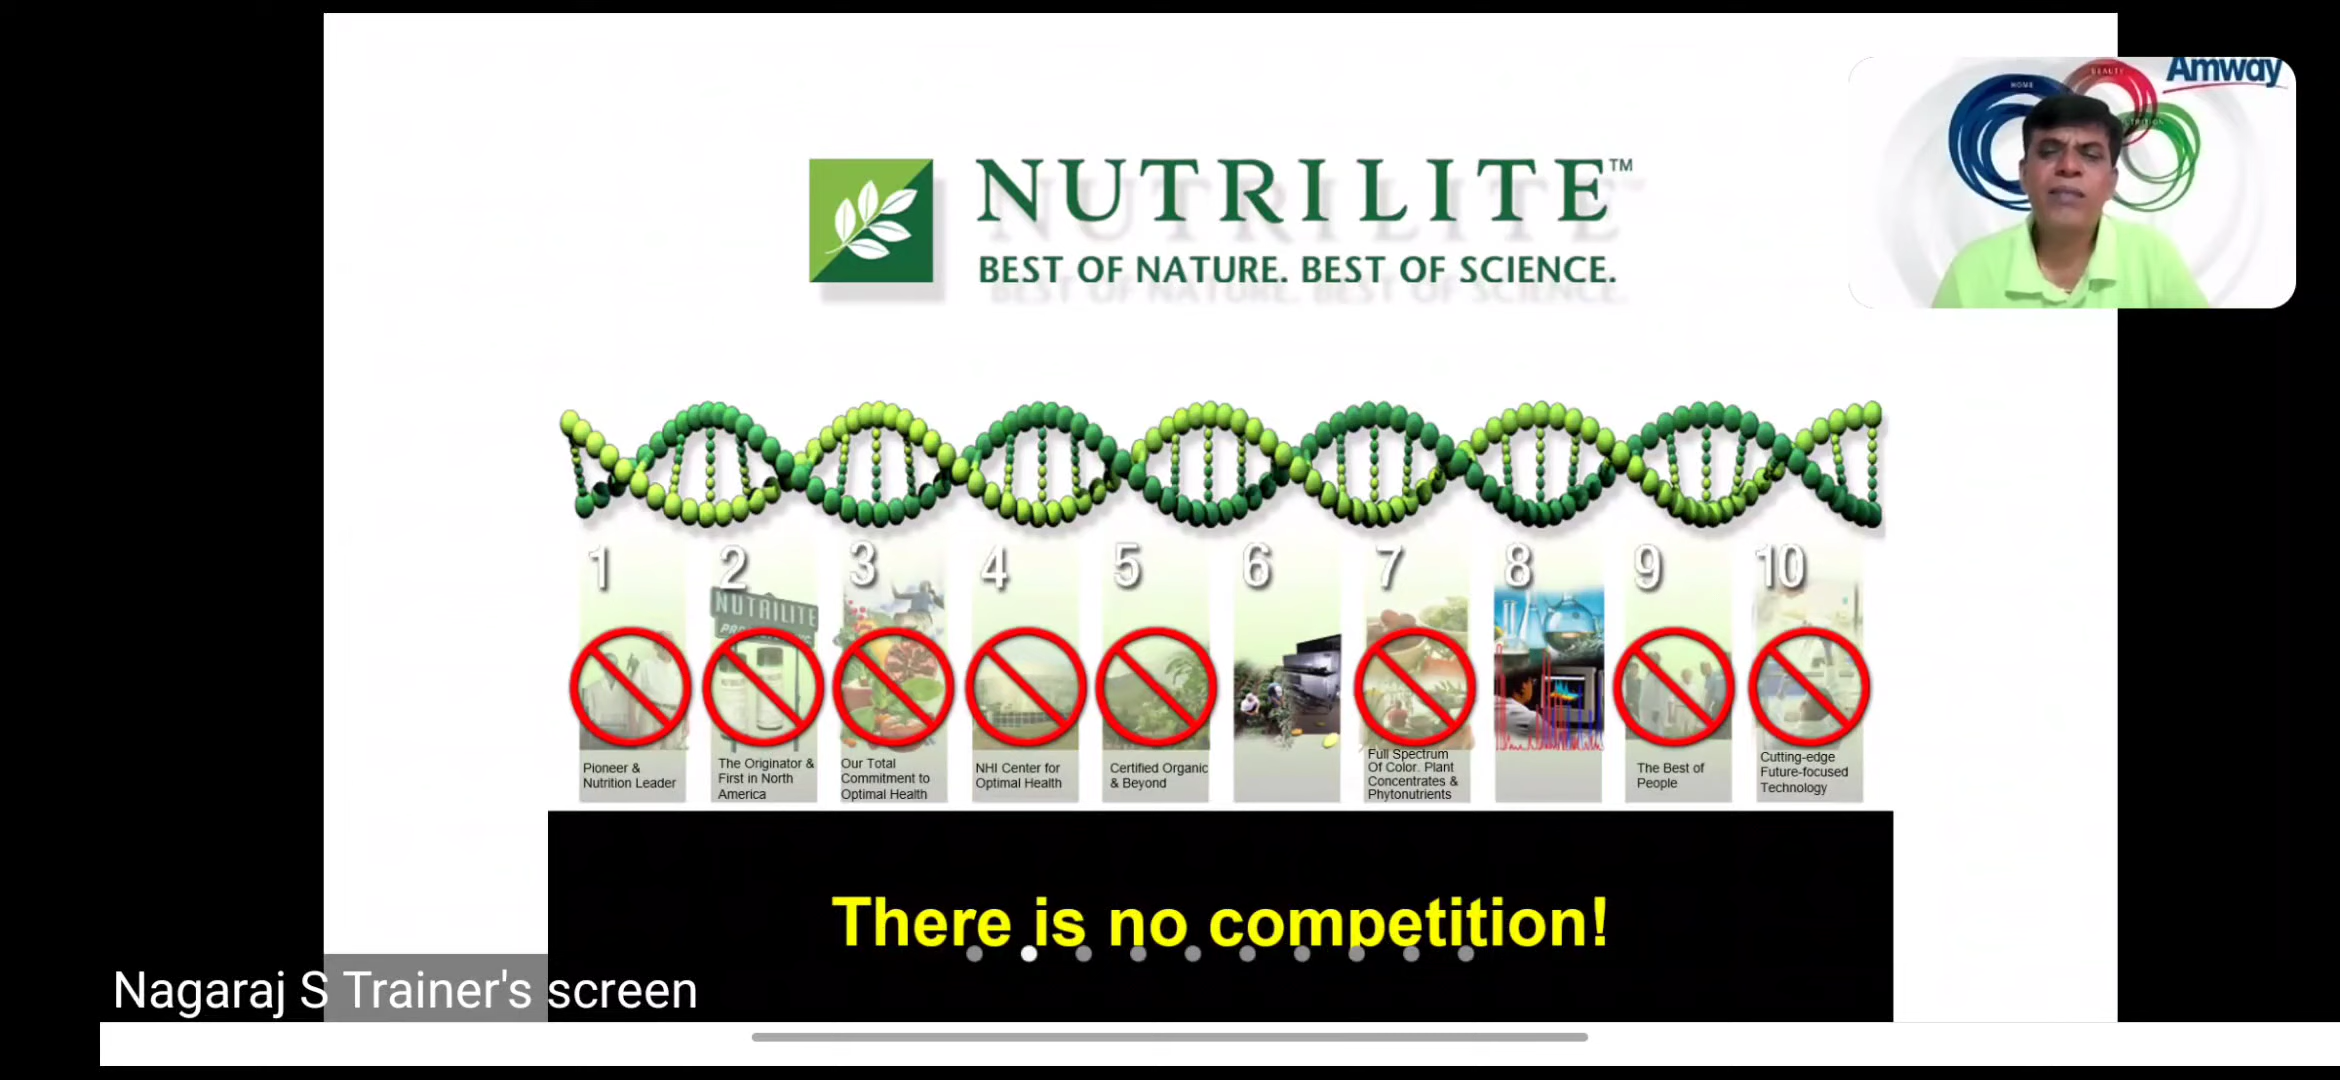 Amway
HOME
BEAUTY
NUTRILITE™
BEST OF NATURE. BEST OF SCIENCE.
1 2 3 4 5 6 7 8 9 10
NUTRILITE
Pioneer &
Nutrition Leader
The Originator &
First in North
America
Our Total
Commitment to
Optimal Health
NHI Center for
Optimal Health
Certified Organic
& Beyond
Full Spectrum
Of Color. Plant
Concentrates &
Phytonutrients
The Best of
People
Cutting-edge
Future-focused
Technology
There is no competition!
Nagaraj S Trainer's screen